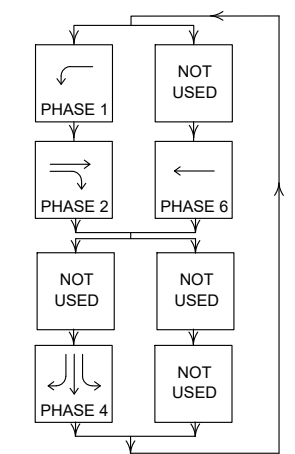 NOT
USED
PHASE 1
PHASE 2
PHASE 6
NOT
USED
NOT
USED
PHASE 4
NOT
USED